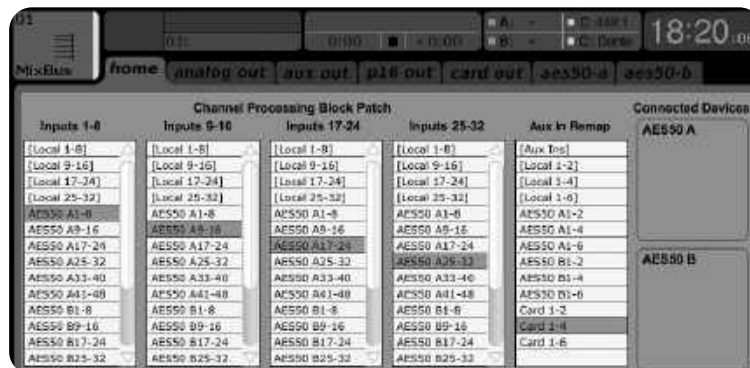 01
0:00 -0:00
A: C:
B: C:
18:20
MixBus home analog out aux out p16 out card out aes50-a aes50-b
Channel Processing Block Patch
Connected Devices
Inputs 1-8 Inputs 9-16 Inputs 17-24 Inputs 25-32 Aux In Remap
AES50 A
[Local 1-8] [Local 1-8] [Local 1-8] [Local 1-8] [Aux Ins]
[Local 9-16] [Local 9-16] [Local 9-16] [Local 9-16] [Local 1-2]
[Local 17-24] [Local 17-24] [Local 17-24] [Local 17-24] [Local 1-4]
[Local 25-32] [Local 25-32] [Local 25-32] [Local 25-32] [Local 1-6]
AES50 A1-8 AES50 A1-8 AES50 A1-8 AES50 A1-8 AES50 A1-2
AES50 A9-16 AES50 A9-16 AES50 A9-16 AES50 A9-16 AES50 A1-4
AES50 A17-24 AES50 A17-24 AES50 A17-24 AES50 A17-24 AES50 A1-6
AES50 A25-32 AES50 A25-32 AES50 A25-32 AES50 A25-32 AES50 B1-2
AES50 B
AES50 A33-40 AES50 A33-40 AES50 A33-40 AES50 A33-40 AES50 B1-4
AES50 A41-48 AES50 A41-48 AES50 A41-48 AES50 A41-48 AES50 B1-6
AES50 B1-8 AES50 B1-8 AES50 B1-8 AES50 B1-8 Card 1-2
AES50 B9-16 AES50 B9-16 AES50 B9-16 AES50 B9-16 Card 1-4
AES50 B17-24 AES50 B17-24 AES50 B17-24 AES50 B17-24 Card 1-6
AES50 B25-32 AES50 B25-32 AES50 B25-32 AES50 B25-32